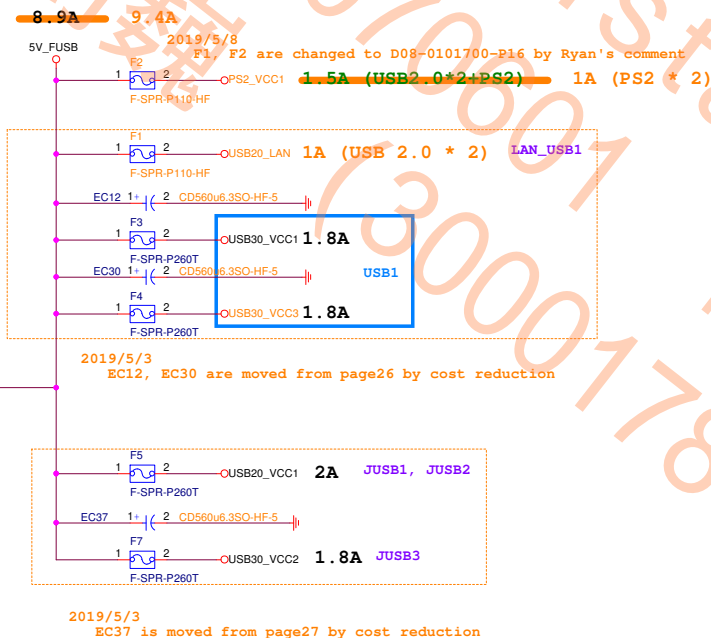 8.9A 9.4A
2019/5/8
5V_FUSB
F1, F2 are changed to D08-0101700-P16 by Ryan's comment
F2
1 2 PS2_VCC1 1.5A (USB2.0*2+PS2) 1A (PS2 * 2)
F-SPR-P110-HF
F1
1 2 USB20_LAN 1A (USB 2.0 * 2) LAN_USB1
F-SPR-P110-HF
EC12 1+ 2 CD560u6.3SO-HF-5
F3
1 2 USB30_VCC1 1.8A
F-SPR-P260T
EC30 1+ 2 CD560u6.3SO-HF-5 USB1
F4
1 2 USB30_VCC3 1.8A
F-SPR-P260T
2019/5/3
EC12, EC30 are moved from page26 by cost reduction
F5
1 2 USB20_VCC1 2A JUSB1, JUSB2
F-SPR-P260T
EC37 1+ 2 CD560u6.3SO-HF-5
F7
1 2 USB30_VCC2 1.8A JUSB3
F-SPR-P260T
2019/5/3
EC37 is moved from page27 by cost reduction